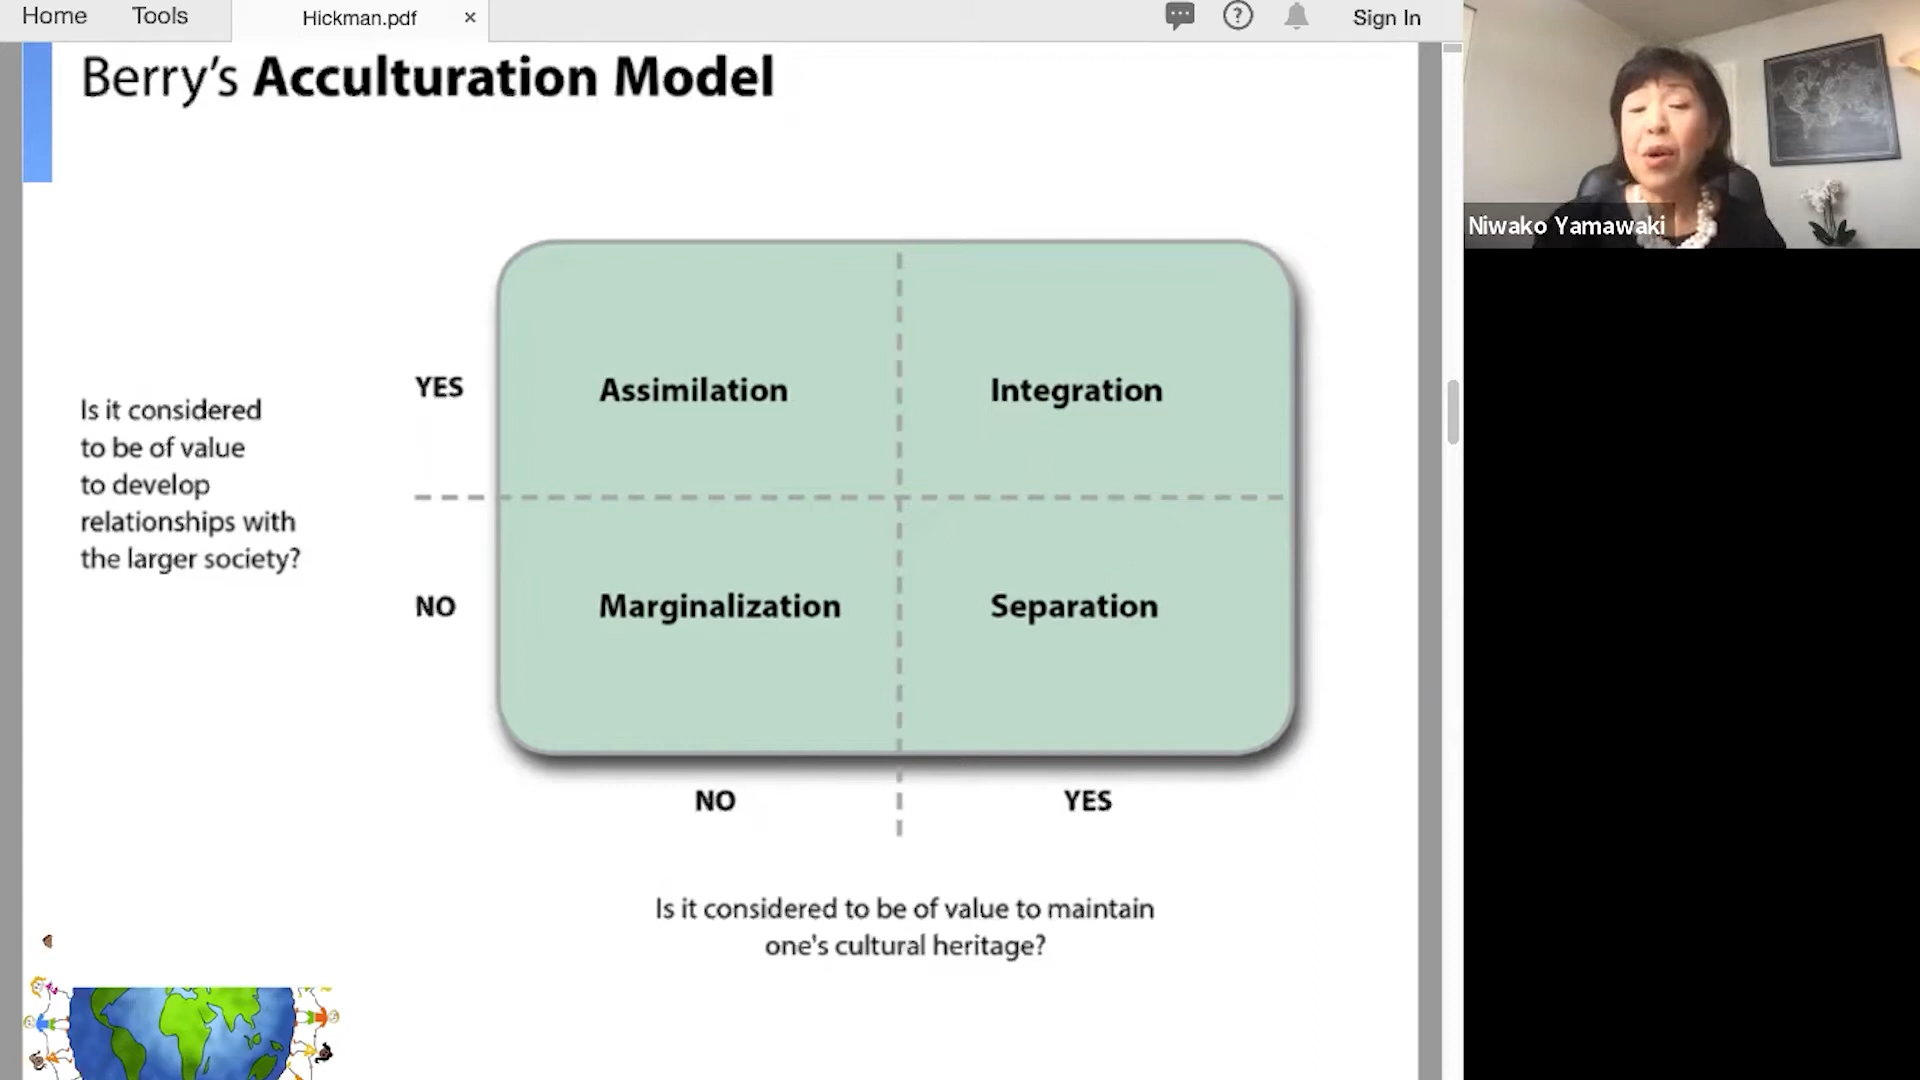 Home Tools Hickman.pdf × Sign In
Berry's Acculturation Model
Niwako Yamawaki
YES Assimilation Integration
Is it considered
to be of value
to develop
relationships with
the larger society?
NO Marginalization Separation
NO YES
Is it considered to be of value to maintain
one's cultural heritage?